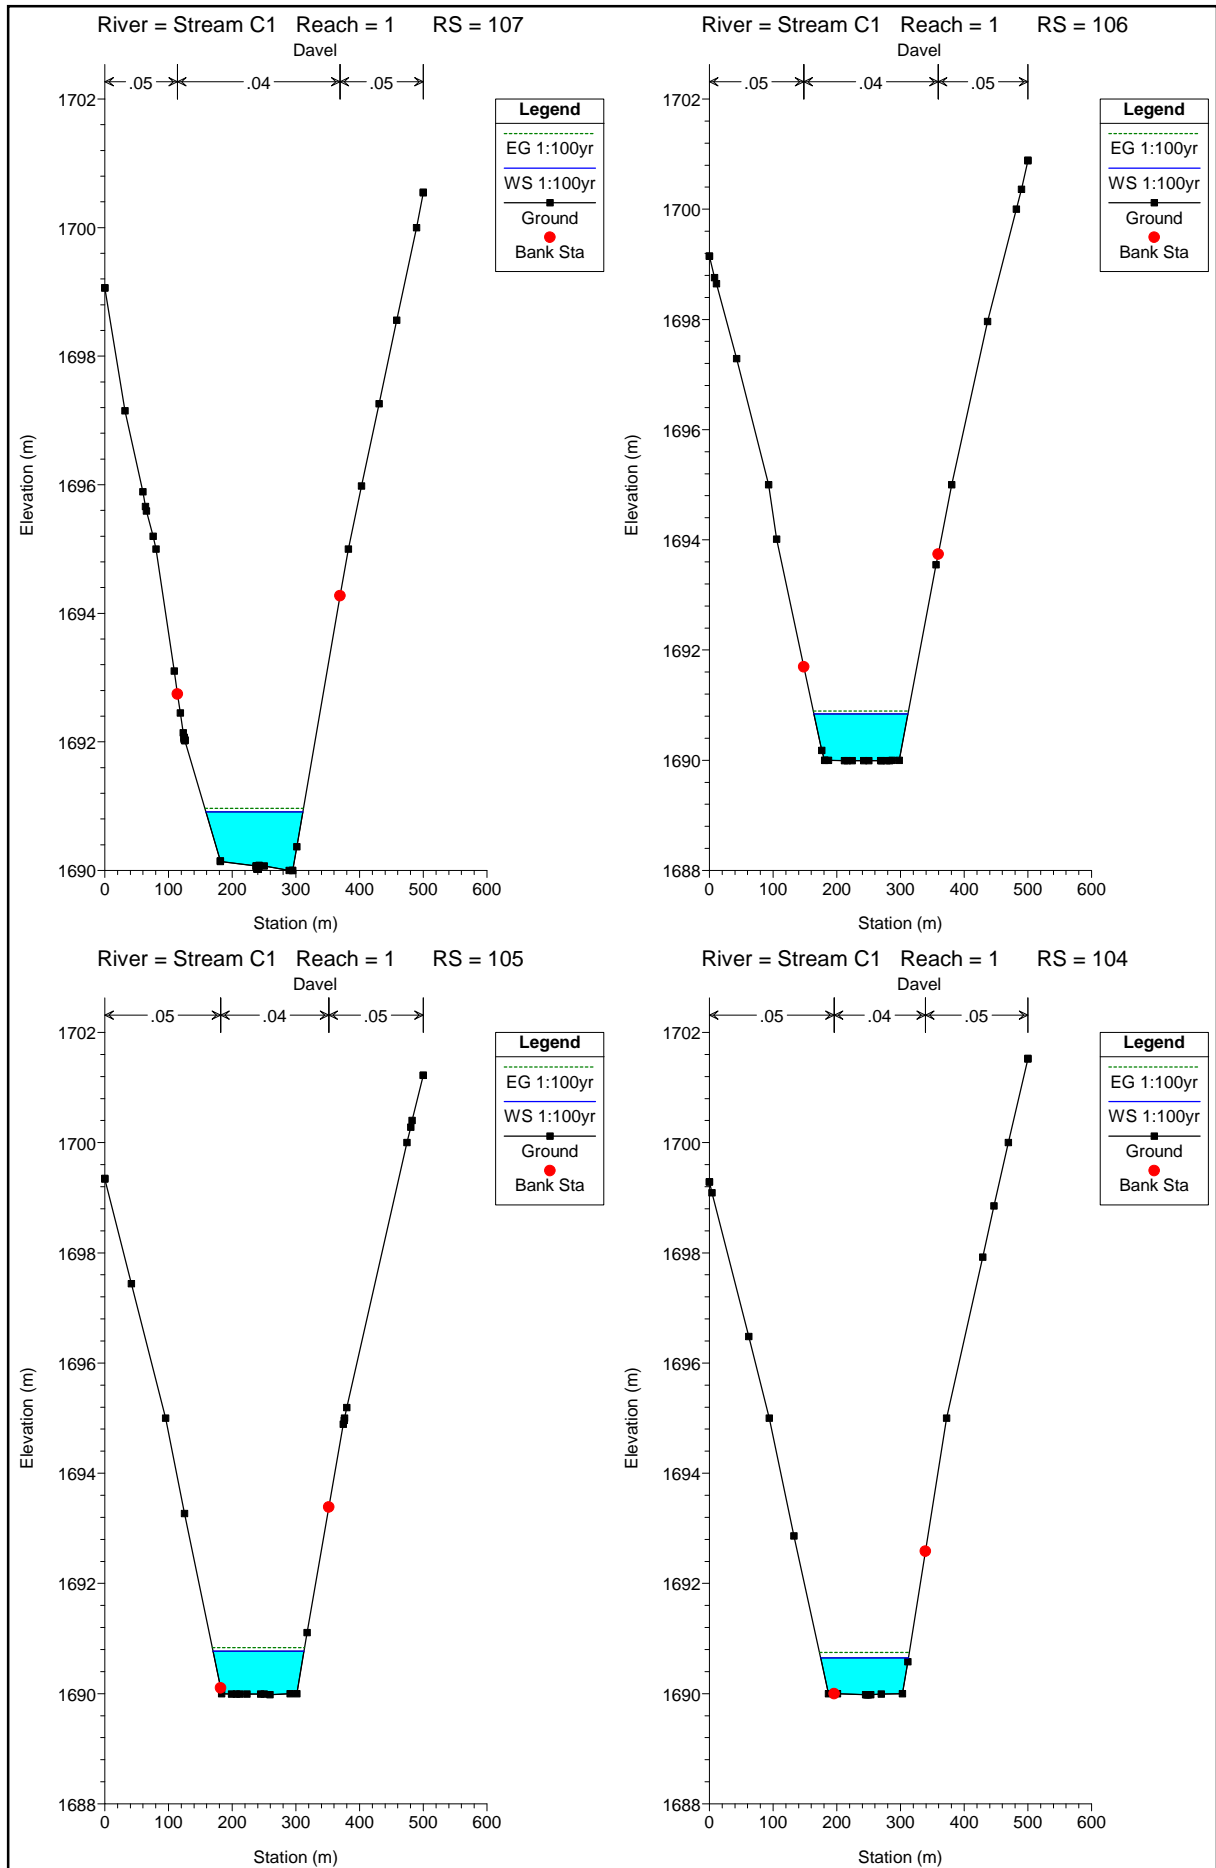 River = Stream C1 Reach = 1 RS = 107
Davel
.05 .04 .05
Legend
EG 1:100yr
WS 1:100yr
Ground
Bank Sta
1702
1700
1698
1696
1694
1692
1690
Elevation (m)
0 100 200 300 400 500 600
Station (m)
River = Stream C1 Reach = 1 RS = 106
Davel
.05 .04 .05
Legend
EG 1:100yr
WS 1:100yr
Ground
Bank Sta
1702
1700
1698
1696
1694
1692
1690
1688
Elevation (m)
0 100 200 300 400 500 600
Station (m)
River = Stream C1 Reach = 1 RS = 105
Davel
.05 .04 .05
Legend
EG 1:100yr
WS 1:100yr
Ground
Bank Sta
1702
1700
1698
1696
1694
1692
1690
1688
Elevation (m)
0 100 200 300 400 500 600
Station (m)
River = Stream C1 Reach = 1 RS = 104
Davel
.05 .04 .05
Legend
EG 1:100yr
WS 1:100yr
Ground
Bank Sta
1702
1700
1698
1696
1694
1692
1690
1688
Elevation (m)
0 100 200 300 400 500 600
Station (m)